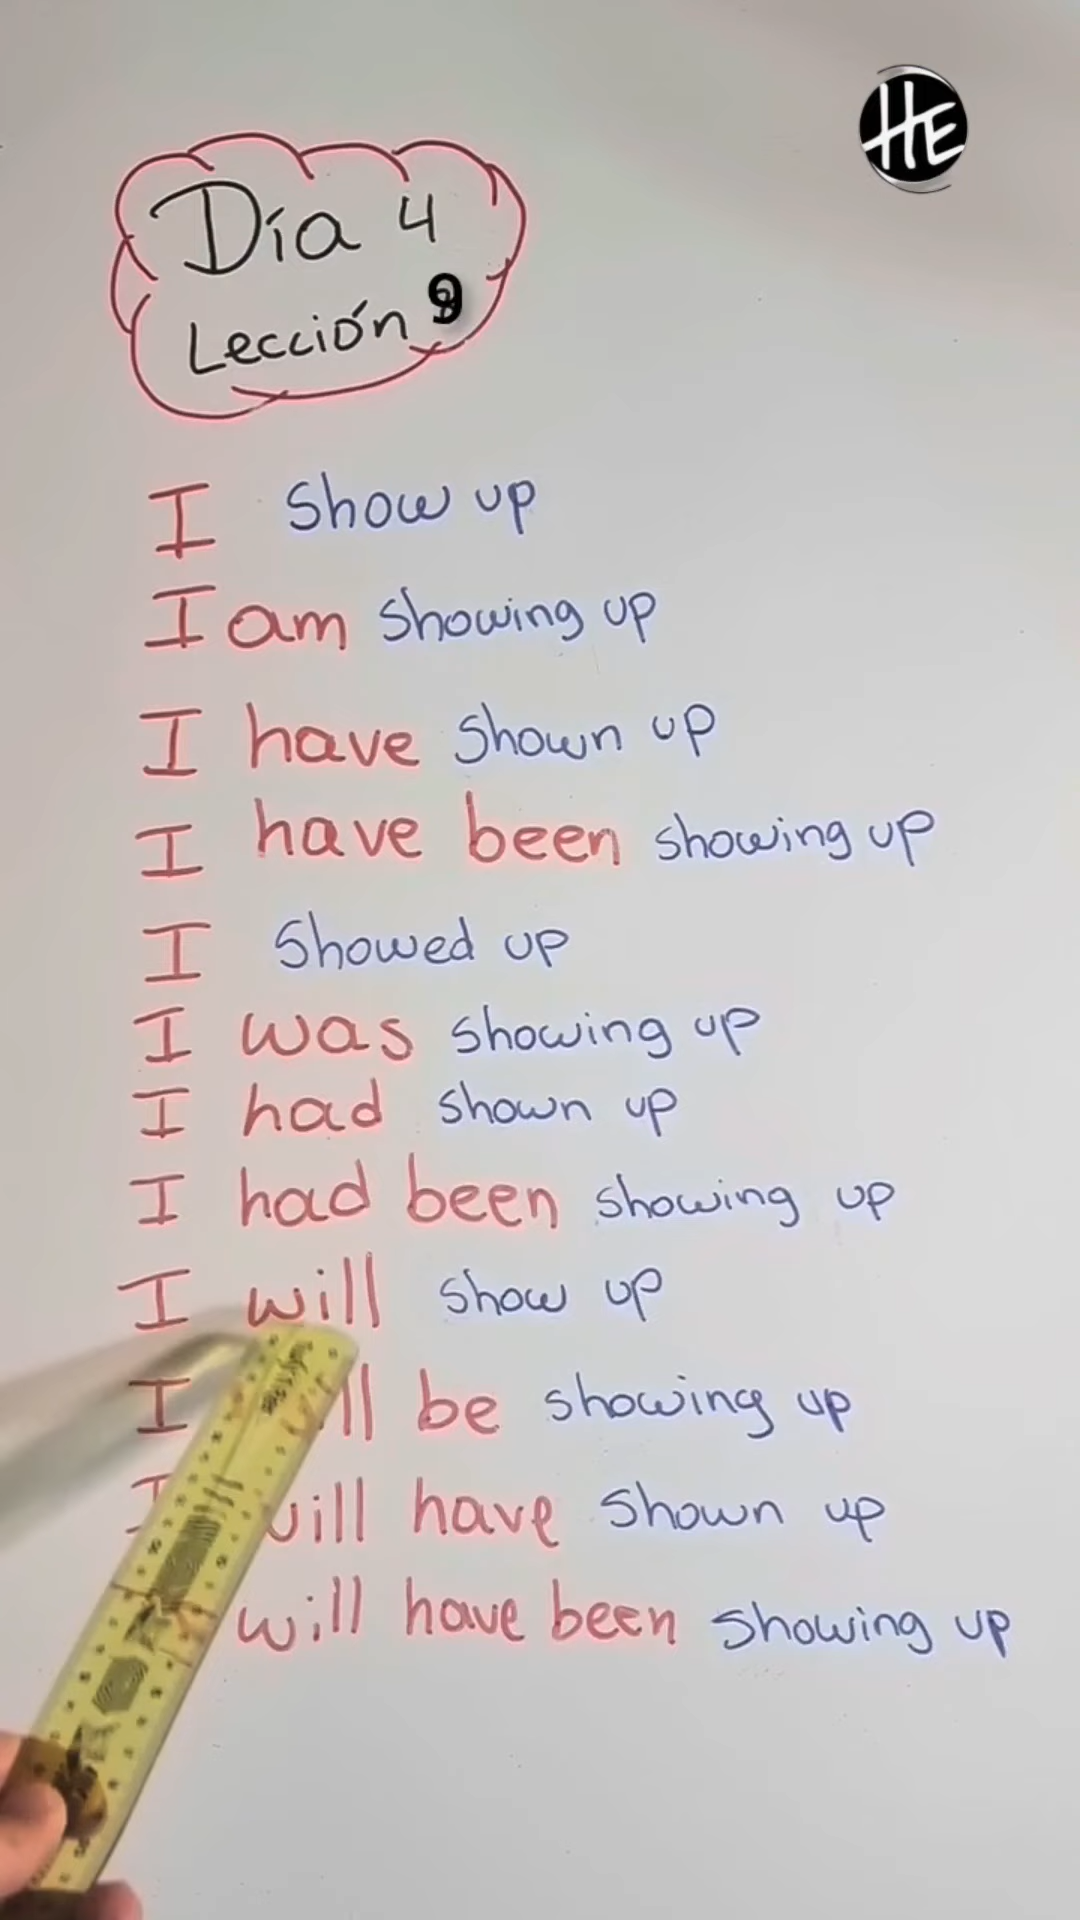 HE
Día 4
Lección 9
I show up
I am showing up
I have shown up
I have been showing up
I showed up
I was showing up
I had shown up
I had been showing up
I will show up
I be showing up
I will have shown up
will have been showing up